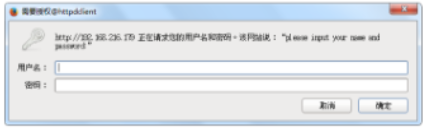 需要授权@httpdclient
http://192.168.216.179 正在请求您的用户名和密码。该网站说： "please input your name and
password"
用户名：
密码：
取消
确定